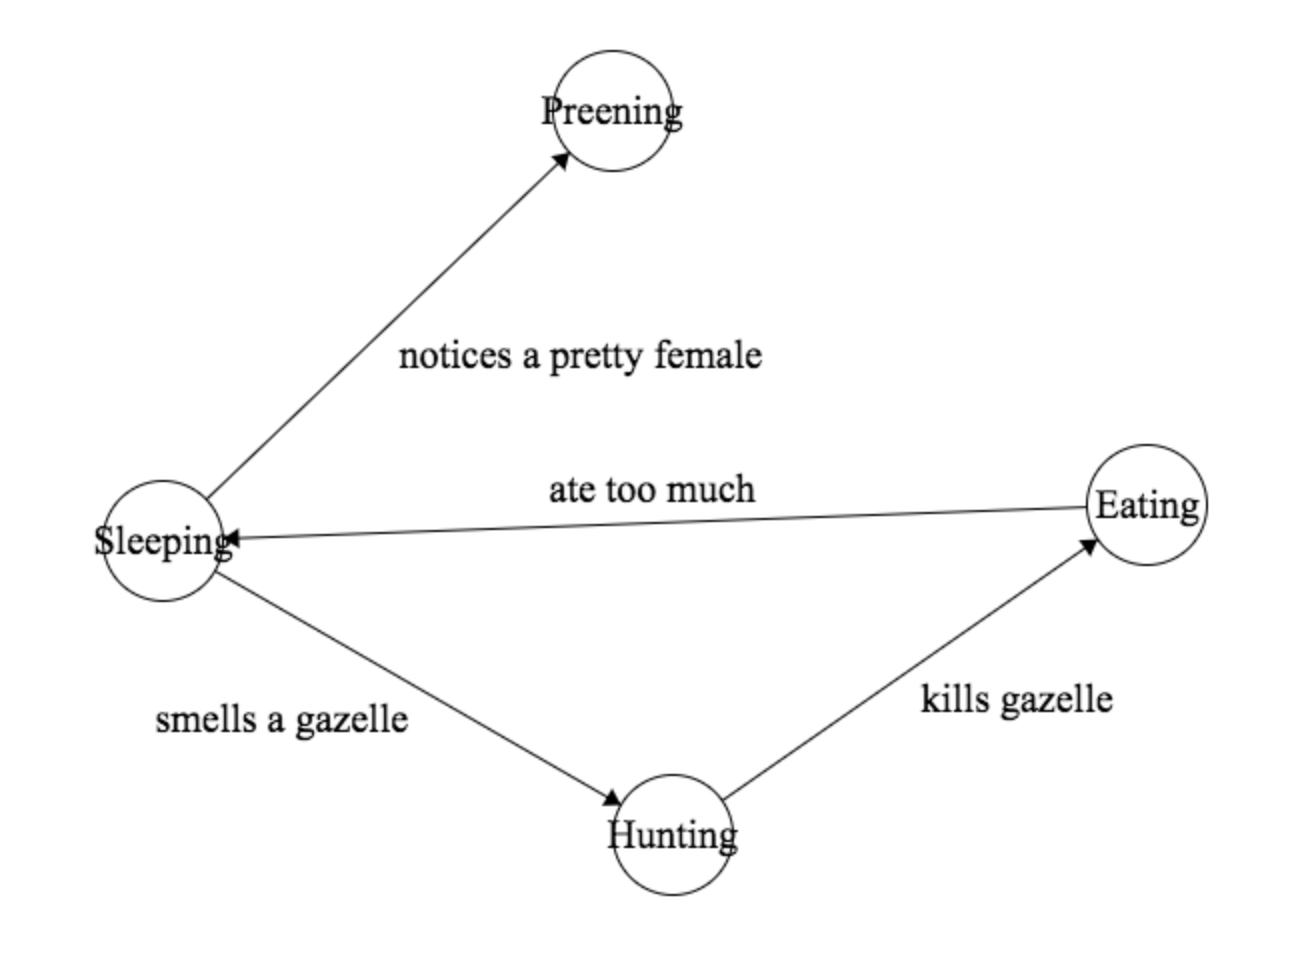 Preening
notices a pretty female
ate too much
Eating
Sleeping
kills gazelle
smells a gazelle
Hunting